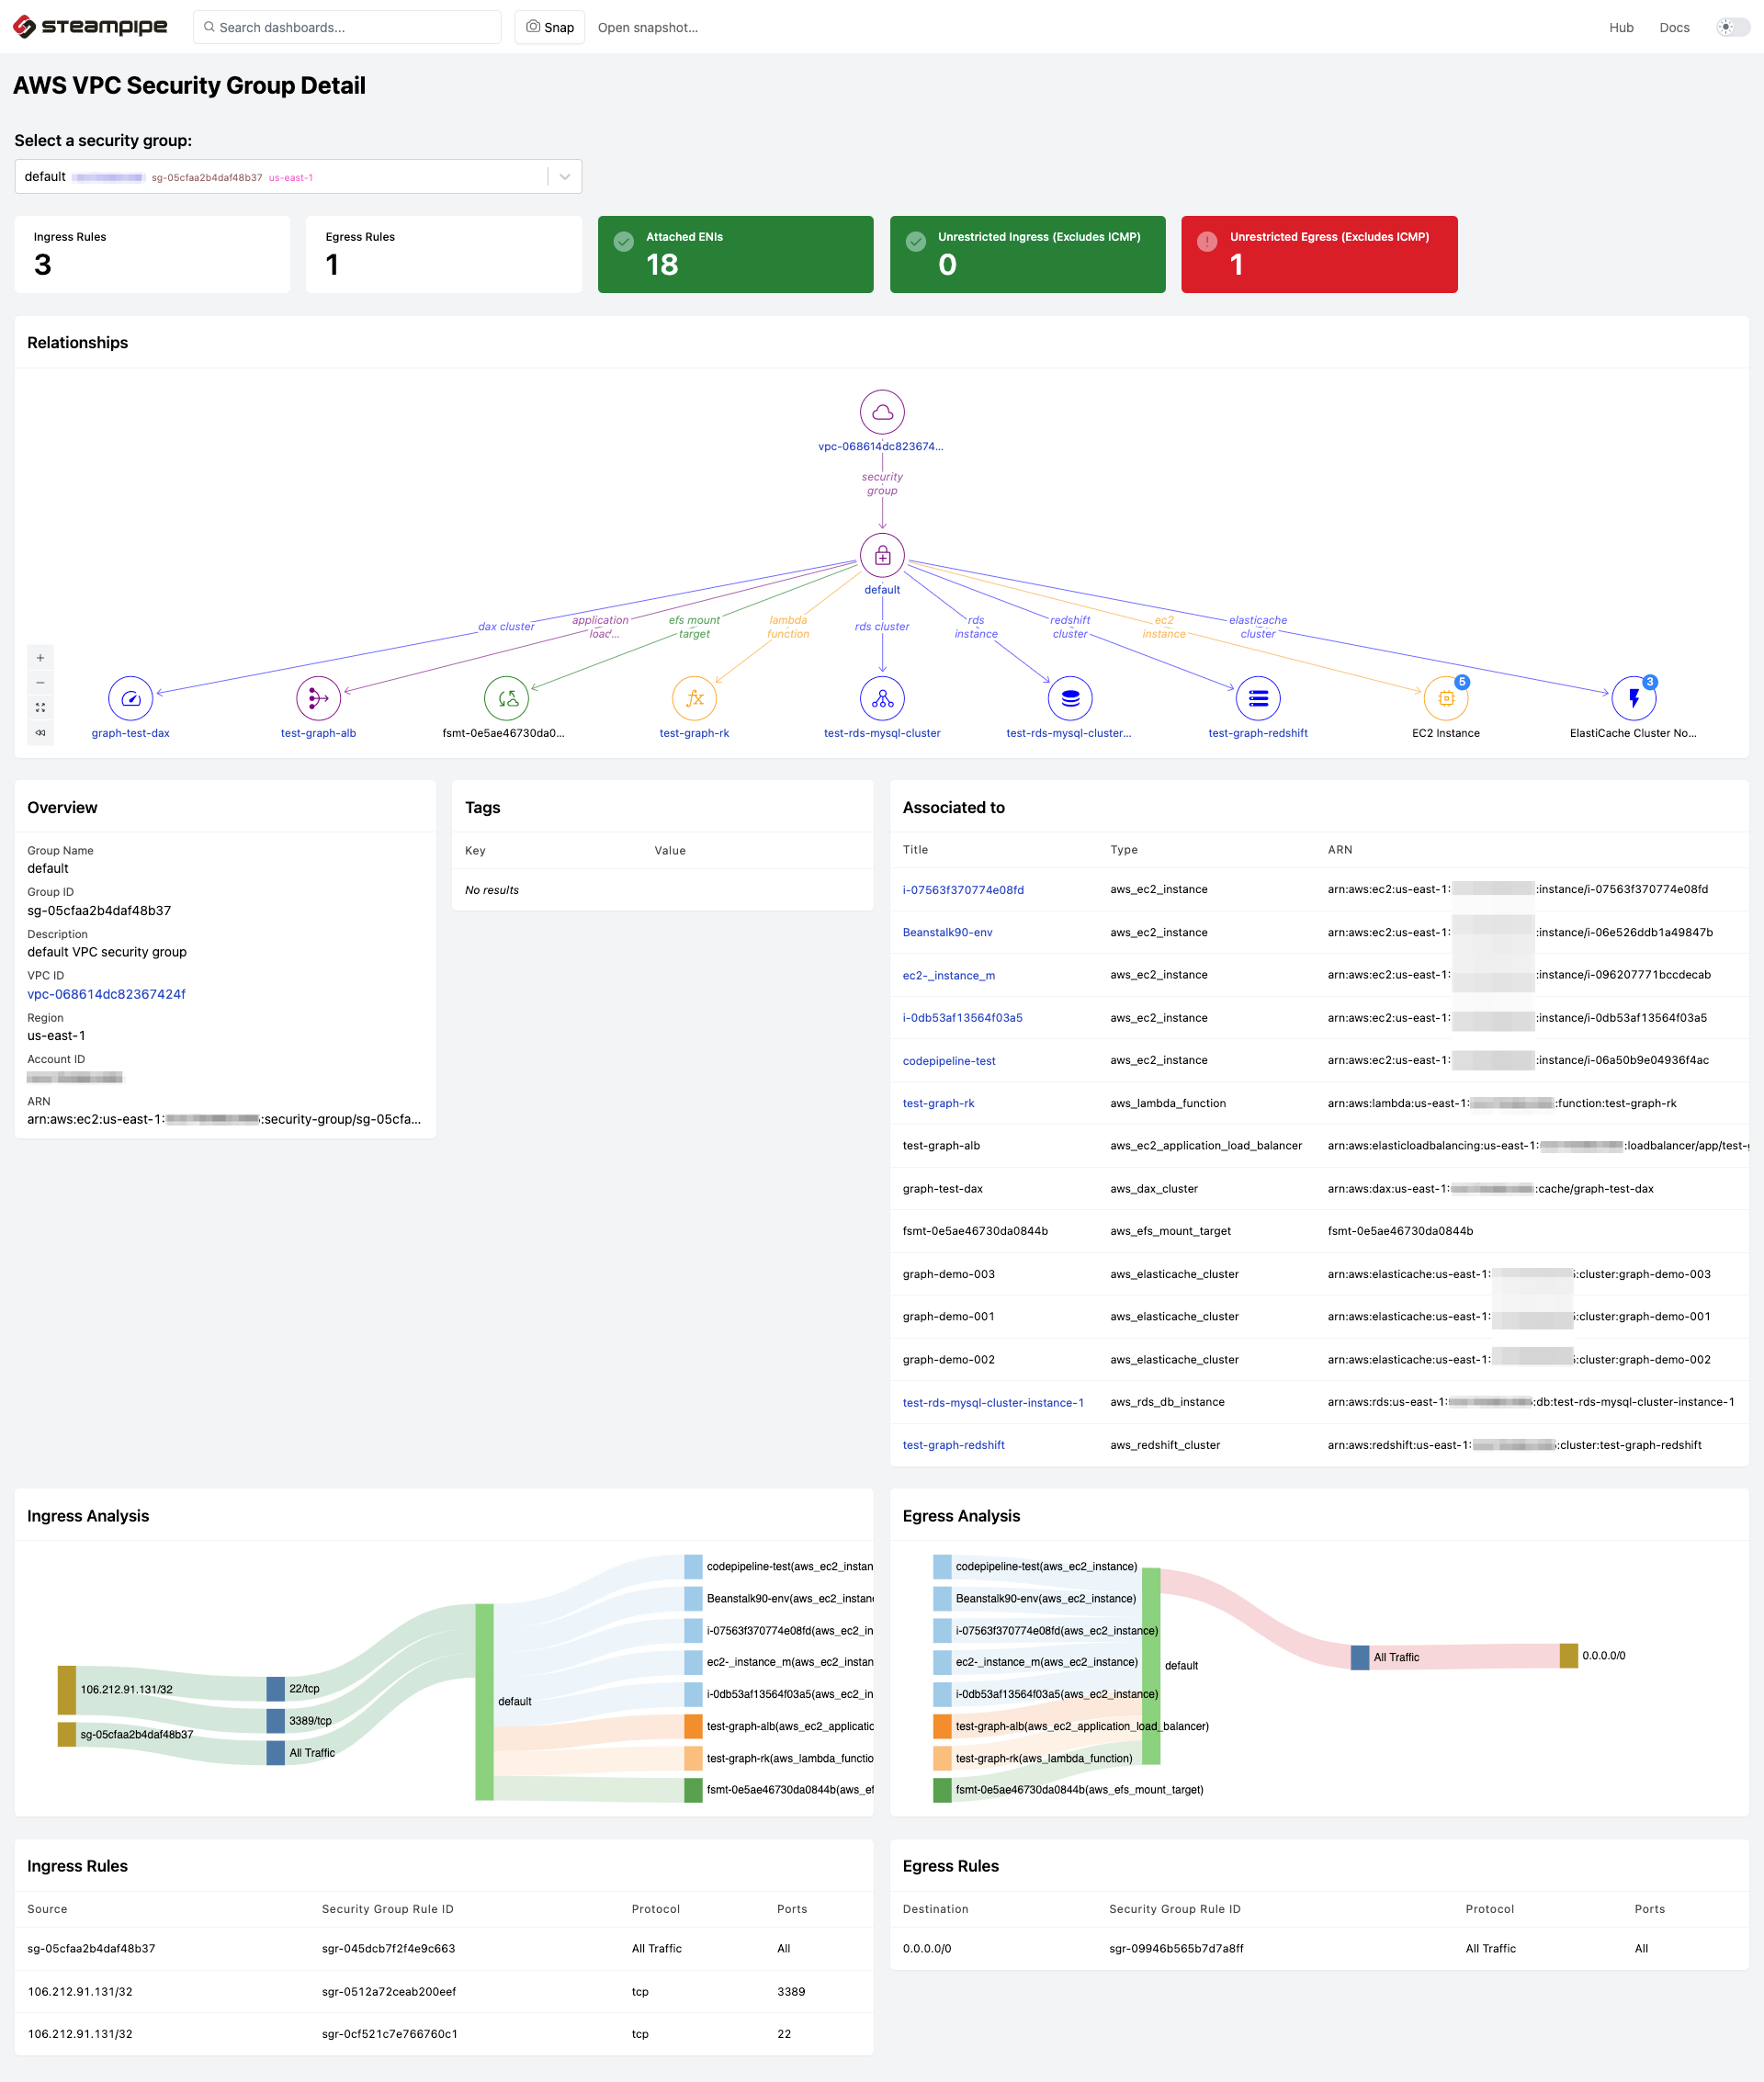 steampipe
Search dashboards...
Snap
Open snapshot...
Hub
Docs
AWS VPC Security Group Detail
Select a security group:
default sg-05cfaa2b4daf48b37 us-east-1
Ingress Rules
3
Egress Rules
1
Attached ENIs
18
Unrestricted Ingress (Excludes ICMP)
0
Unrestricted Egress (Excludes ICMP)
1
Relationships
vpc-068614dc823674...
security
group
default
dax cluster
application
load...
efs mount
target
lambda
function
rds cluster
rds
instance
redshift
cluster
ec2
instance
elasticache
cluster
5
3
graph-test-dax
test-graph-alb
fsmt-0e5ae46730da0...
test-graph-rk
test-rds-mysql-cluster
test-rds-mysql-cluster...
test-graph-redshift
EC2 Instance
ElastiCache Cluster No...
Overview
Group Name
default
Group ID
sg-05cfaa2b4daf48b37
Description
default VPC security group
VPC ID
vpc-068614dc82367424f
Region
us-east-1
Account ID
ARN
arn:aws:ec2:us-east-1: :security-group/sg-05cfa...
Tags
Key Value
No results
Associated to
Title Type ARN
i-07563f370774e08fd aws_ec2_instance arn:aws:ec2:us-east-1: :instance/i-07563f370774e08fd
Beanstalk90-env aws_ec2_instance arn:aws:ec2:us-east-1: :instance/i-06e526ddb1a49847b
ec2-_instance_m aws_ec2_instance arn:aws:ec2:us-east-1: :instance/i-096207771bccdecab
i-0db53af13564f03a5 aws_ec2_instance arn:aws:ec2:us-east-1: :instance/i-0db53af13564f03a5
codepipeline-test aws_ec2_instance arn:aws:ec2:us-east-1: :instance/i-06a50b9e04936f4ac
test-graph-rk aws_lambda_function arn:aws:lambda:us-east-1: :function:test-graph-rk
test-graph-alb aws_ec2_application_load_balancer arn:aws:elasticloadbalancing:us-east-1: :loadbalancer/app/test-g
graph-test-dax aws_dax_cluster arn:aws:dax:us-east-1: :cache/graph-test-dax
fsmt-0e5ae46730da0844b aws_efs_mount_target fsmt-0e5ae46730da0844b
graph-demo-003 aws_elasticache_cluster arn:aws:elasticache:us-east-1: :cluster:graph-demo-003
graph-demo-001 aws_elasticache_cluster arn:aws:elasticache:us-east-1: :cluster:graph-demo-001
graph-demo-002 aws_elasticache_cluster arn:aws:elasticache:us-east-1: :cluster:graph-demo-002
test-rds-mysql-cluster-instance-1 aws_rds_db_instance arn:aws:rds:us-east-1: :db:test-rds-mysql-cluster-instance-1
test-graph-redshift aws_redshift_cluster arn:aws:redshift:us-east-1: :cluster:test-graph-redshift
Ingress Analysis
106.212.91.131/32
sg-05cfaa2b4daf48b37
22/tcp
3389/tcp
All Traffic
default
codepipeline-test(aws_ec2_instan
Beanstalk90-env(aws_ec2_instanc
i-07563f370774e08fd(aws_ec2_in
ec2-_instance_m(aws_ec2_instan
i-0db53af13564f03a5(aws_ec2_in
test-graph-alb(aws_ec2_applicatic
test-graph-rk(aws_lambda_functio
fsmt-0e5ae46730da0844b(aws_ef
Egress Analysis
codepipeline-test(aws_ec2_instance)
Beanstalk90-env(aws_ec2_instance)
i-07563f370774e08fd(aws_ec2_instance)
ec2-_instance_m(aws_ec2_instance)
i-0db53af13564f03a5(aws_ec2_instance)
test-graph-alb(aws_ec2_application_load_balancer)
test-graph-rk(aws_lambda_function)
fsmt-0e5ae46730da0844b(aws_efs_mount_target)
default
All Traffic
0.0.0.0/0
Ingress Rules
Source Security Group Rule ID Protocol Ports
sg-05cfaa2b4daf48b37 sgr-045dcb7f2f4e9c663 All Traffic All
106.212.91.131/32 sgr-0512a72ceab200eef tcp 3389
106.212.91.131/32 sgr-0cf521c7e766760c1 tcp 22
Egress Rules
Destination Security Group Rule ID Protocol Ports
0.0.0.0/0 sgr-09946b565b7d7a8ff All Traffic All